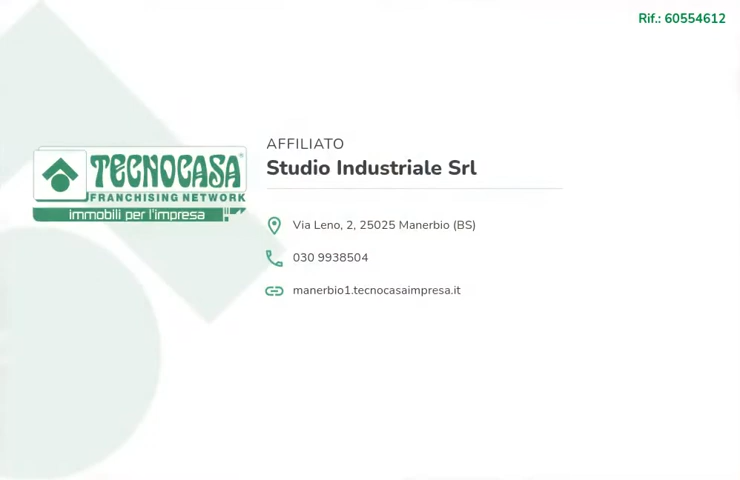 Rif.: 60554612
AFFILIATO
Studio Industriale Srl
TECNOCASA®
FRANCHISING NETWORK
immobili per l'impresa
Via Leno, 2, 25025 Manerbio (BS)
030 9938504
manerbio1.tecnocasaimpresa.it